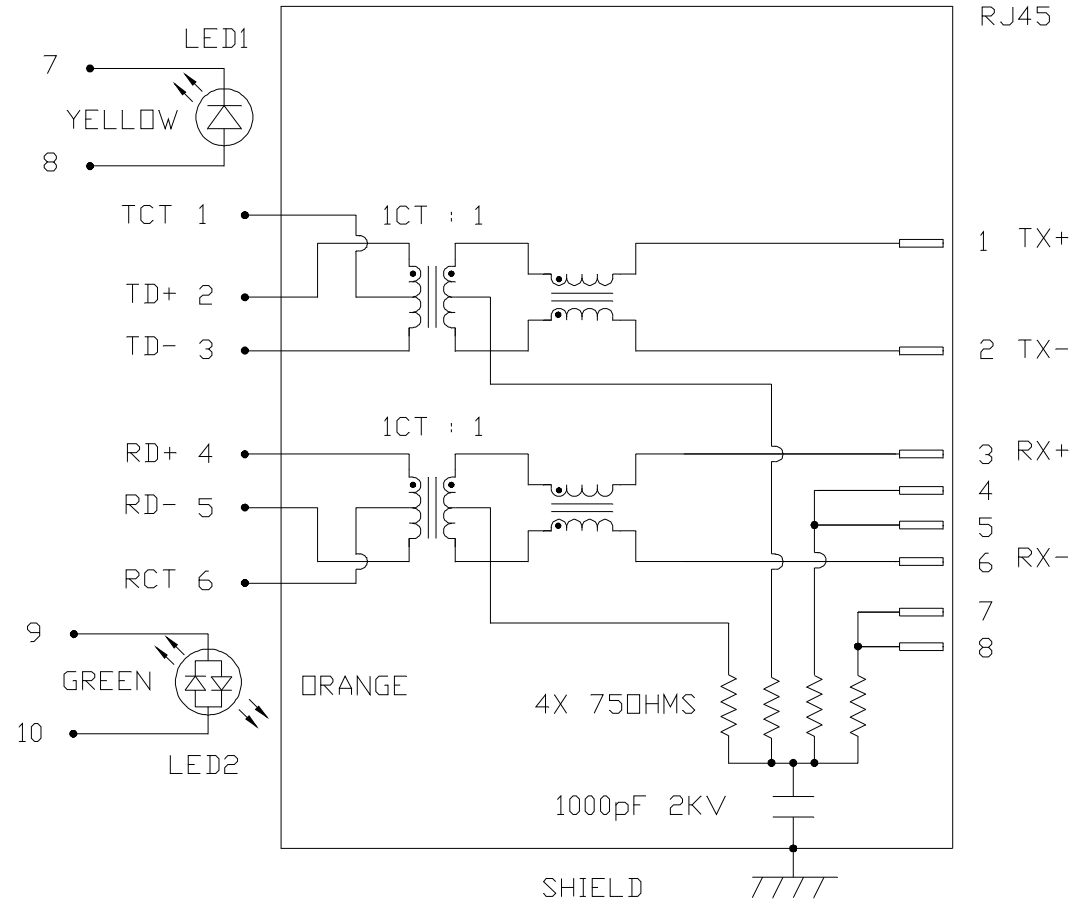 RJ45
LED1
7
YELLOW
8
TCT 1
1CT : 1
1 TX+
TD+ 2
TD- 3
2 TX-
1CT : 1
RD+ 4
3 RX+
4
RD- 5
5
6 RX-
RCT 6
7
9
8
GREEN
ORANGE
4X 75OHMS
10
LED2
1000pF 2KV
SHIELD